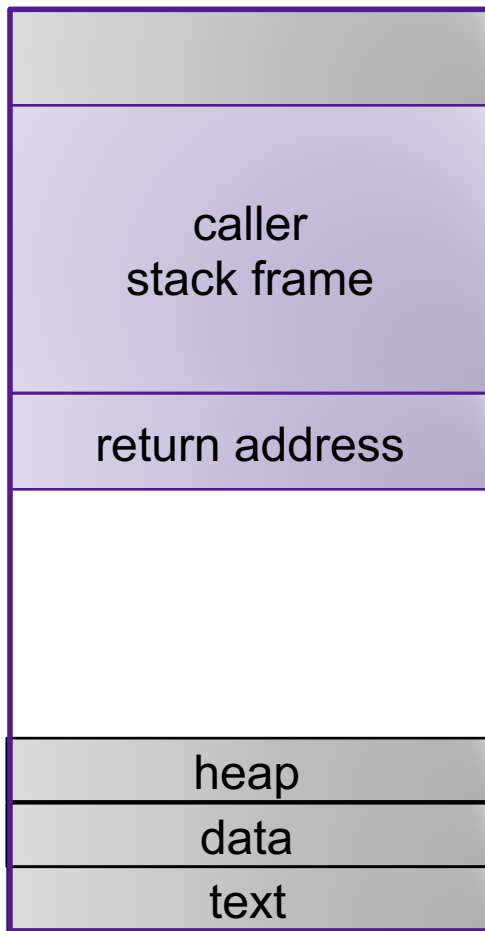 caller
stack frame
return address
heap
data
text